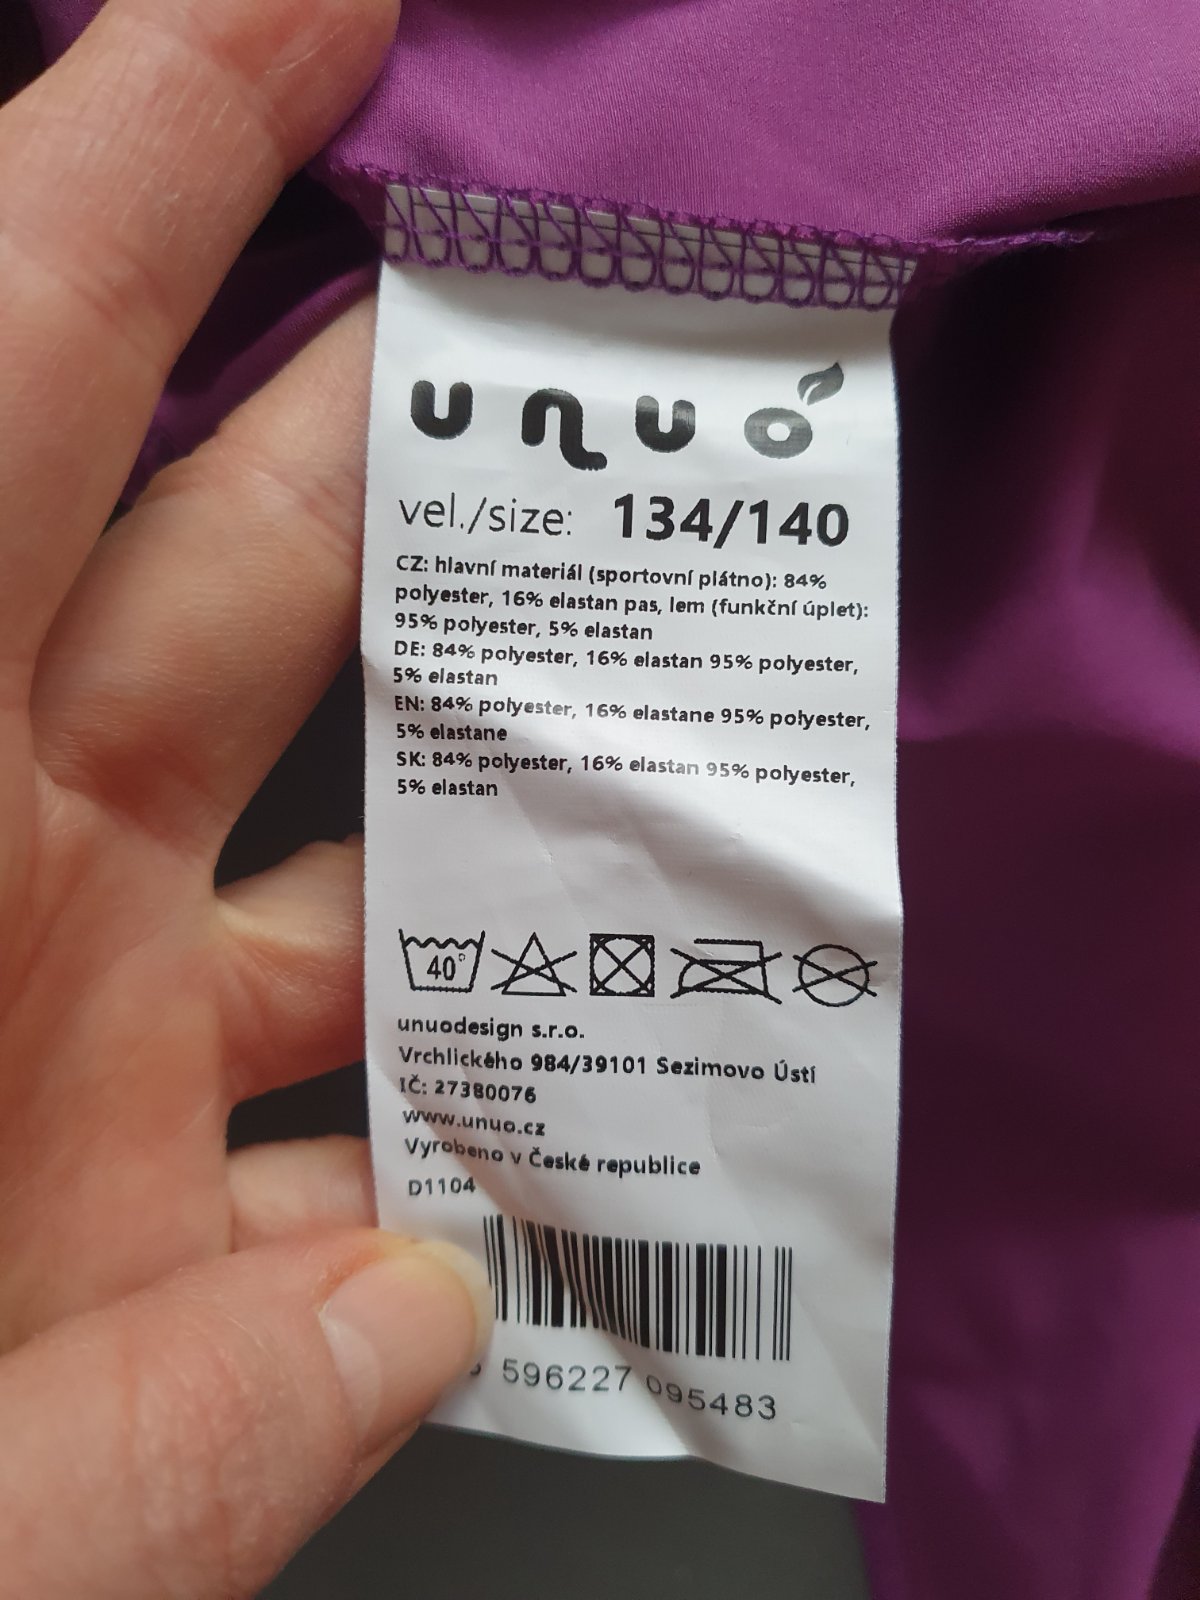 unuo
vel./size: 134/140
CZ: hlavní materiál (sportovní plátno): 84%
polyester, 16% elastan pas, lem (funkční úplet):
95% polyester, 5% elastan
DE: 84% polyester, 16% elastan 95% polyester,
5% elastan
EN: 84% polyester, 16% elastane 95% polyester,
5% elastane
SK: 84% polyester, 16% elastan 95% polyester,
5% elastan
40°
unuodesign s.r.o.
Vrchlického 984/39101 Sezimovo Ústí
IČ: 27380076
www.unuo.cz
Vyrobeno v České republice
D1104
596227 095483